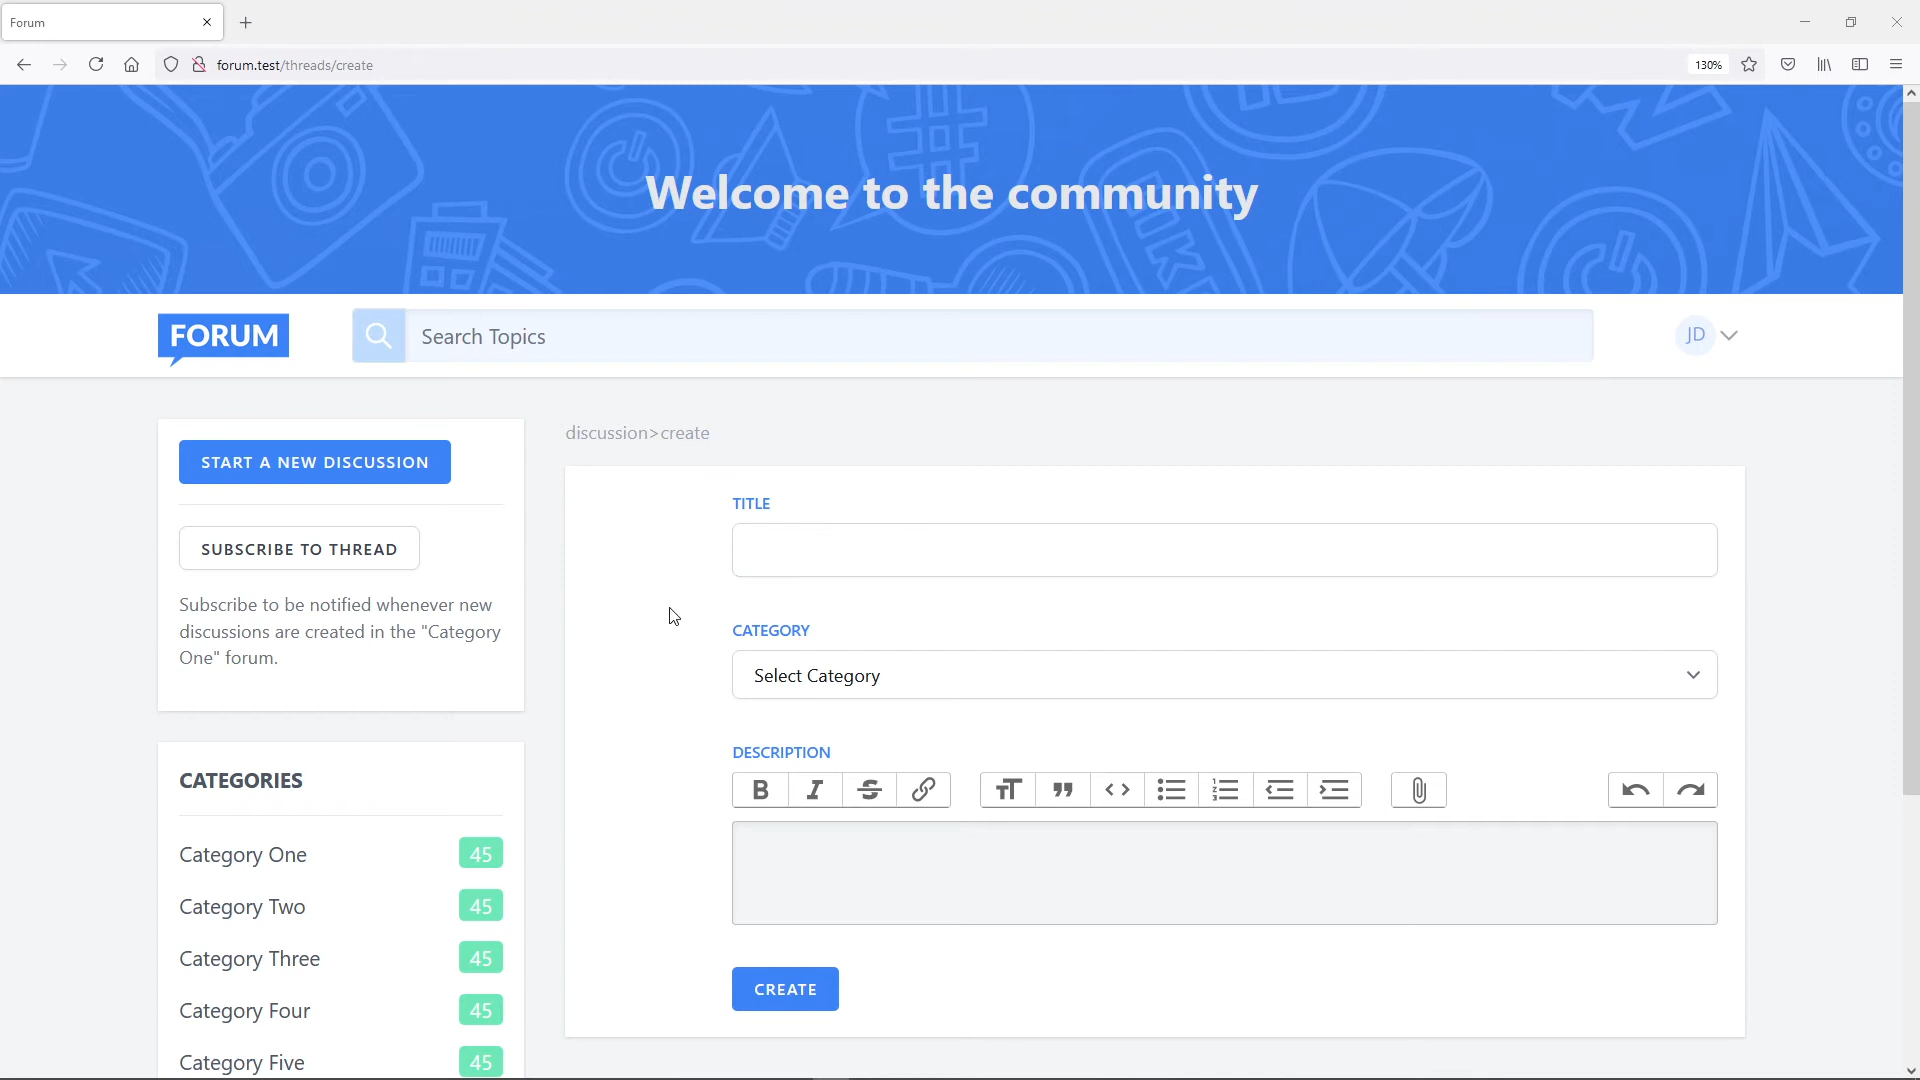 Forum
forum.test/threads/create
130%
Welcome to the community
FORUM
Search Topics
JD
START A NEW DISCUSSION
SUBSCRIBE TO THREAD
Subscribe to be notified whenever new
discussions are created in the "Category
One" forum.
CATEGORIES
Category One 45
Category Two 45
Category Three 45
Category Four 45
Category Five 45
discussion>create
TITLE
CATEGORY
Select Category
DESCRIPTION
CREATE